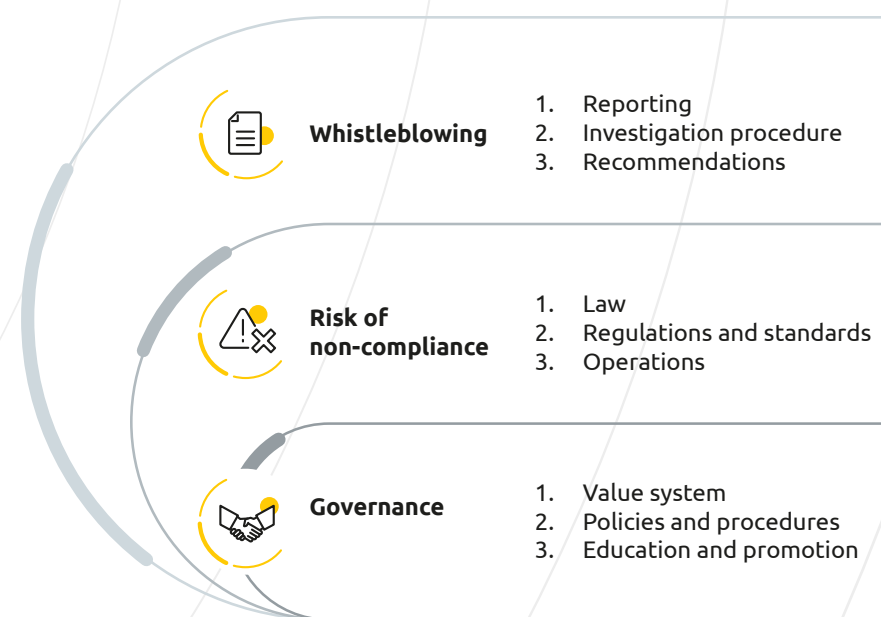 Whistleblowing
1. Reporting
2. Investigation procedure
3. Recommendations
Risk of
non-compliance
1. Law
2. Regulations and standards
3. Operations
Governance
1. Value system
2. Policies and procedures
3. Education and promotion